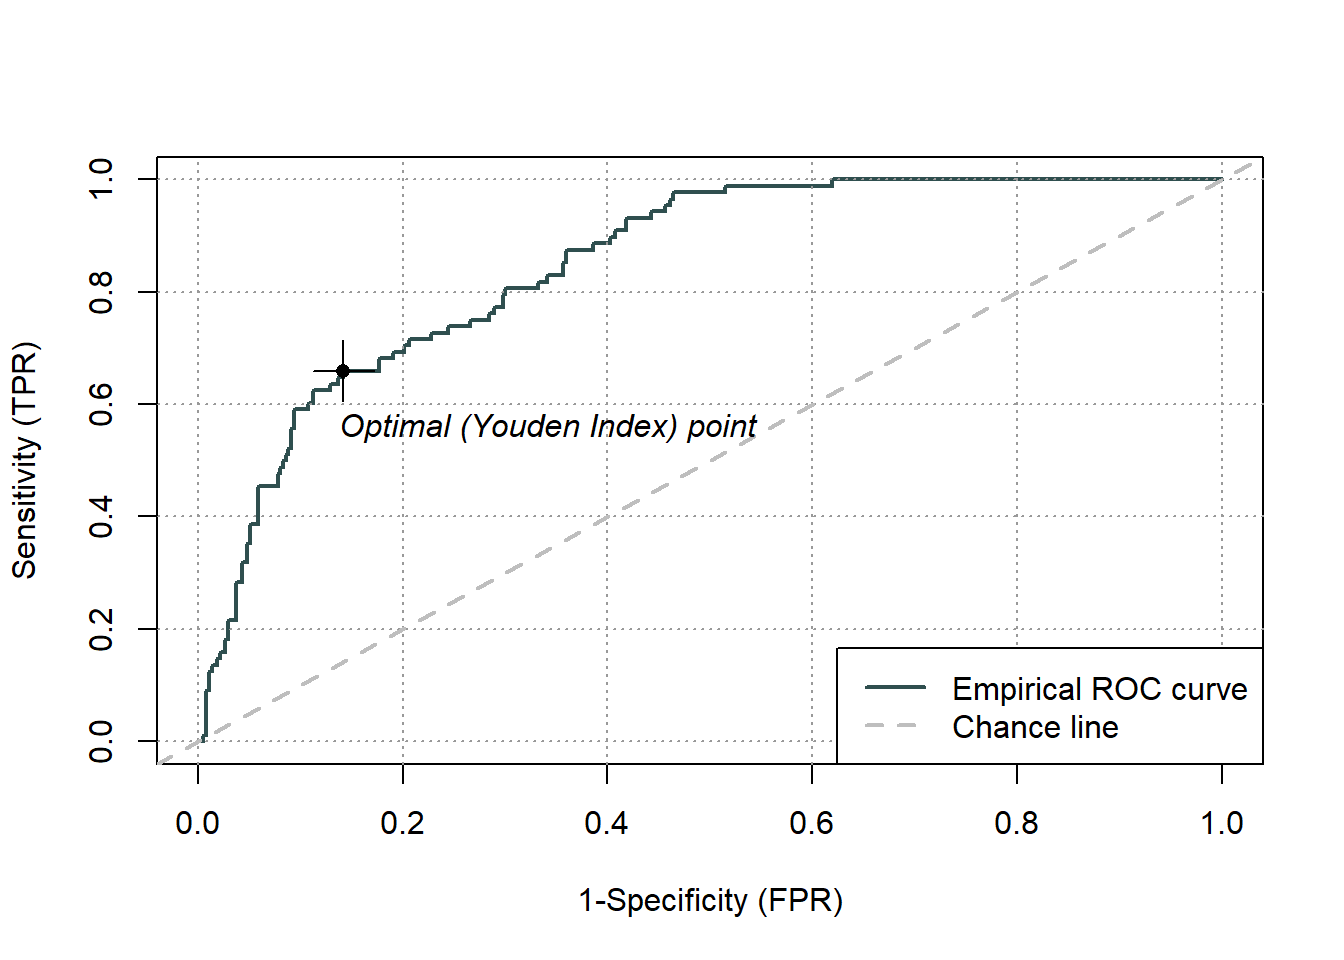 1.0
0.8
0.6
0.4
0.2
0.0
Sensitivity (TPR)
Optimal (Youden Index) point
Empirical ROC curve
Chance line
0.0 0.2 0.4 0.6 0.8 1.0
1-Specificity (FPR)